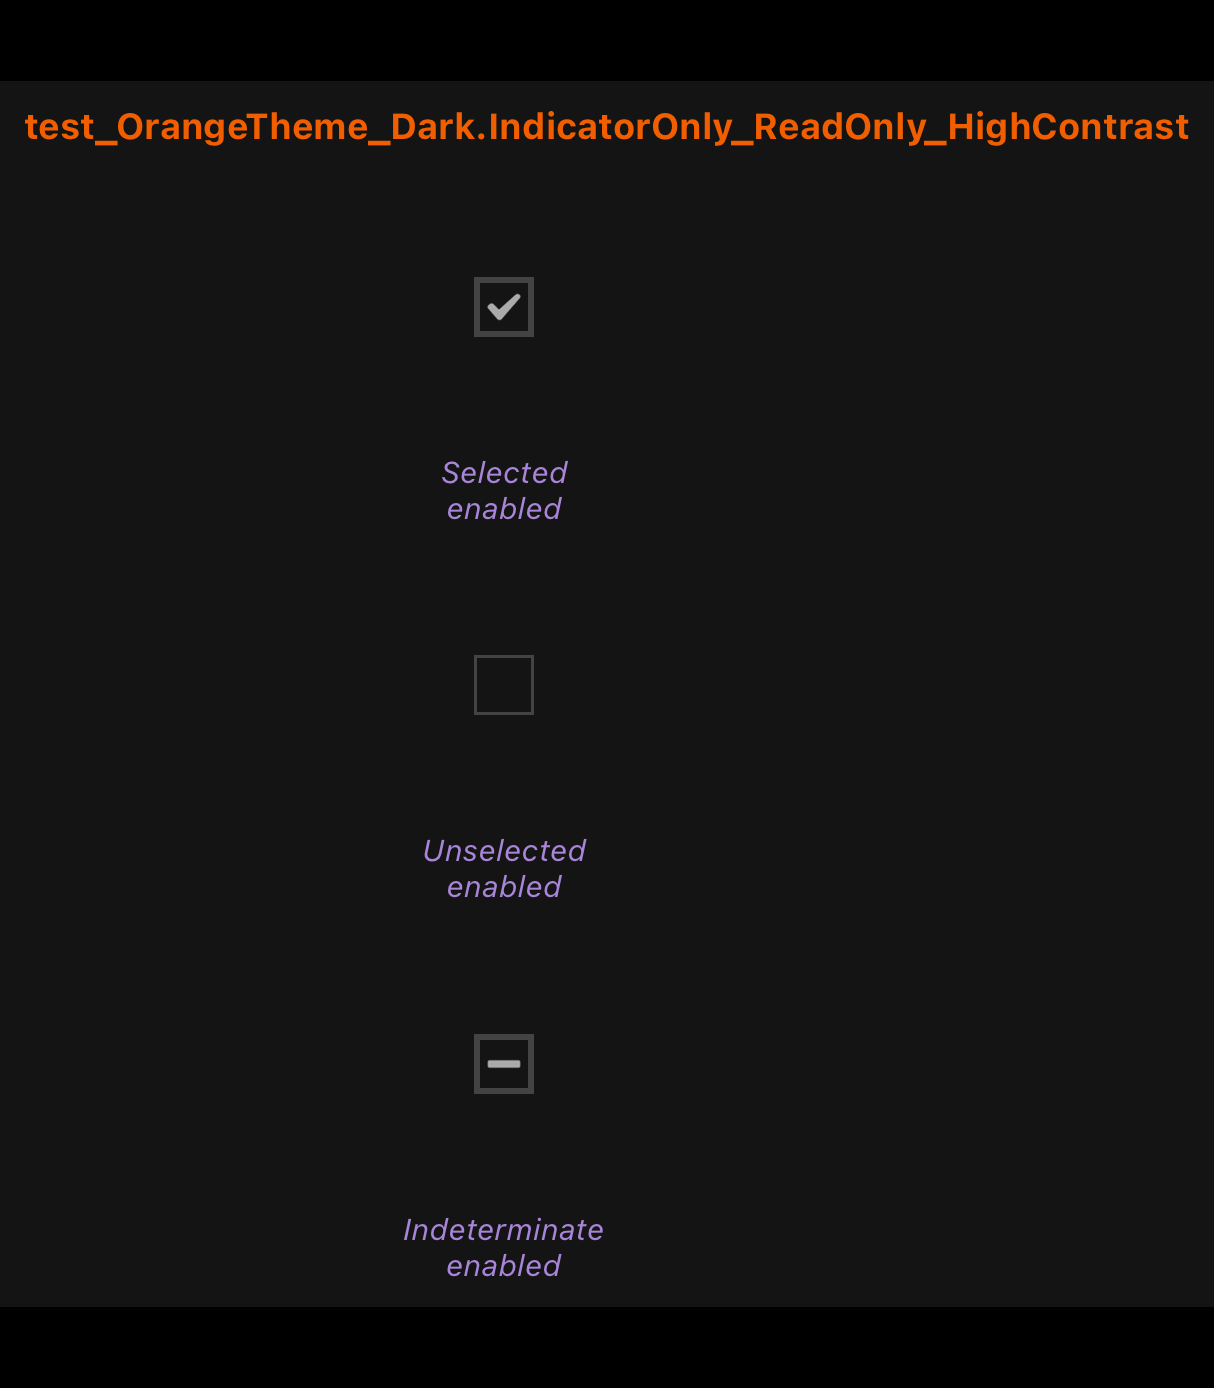 test_OrangeTheme_Dark.IndicatorOnly_ReadOnly_HighContrast
Selected
enabled
Unselected
enabled
Indeterminate
enabled